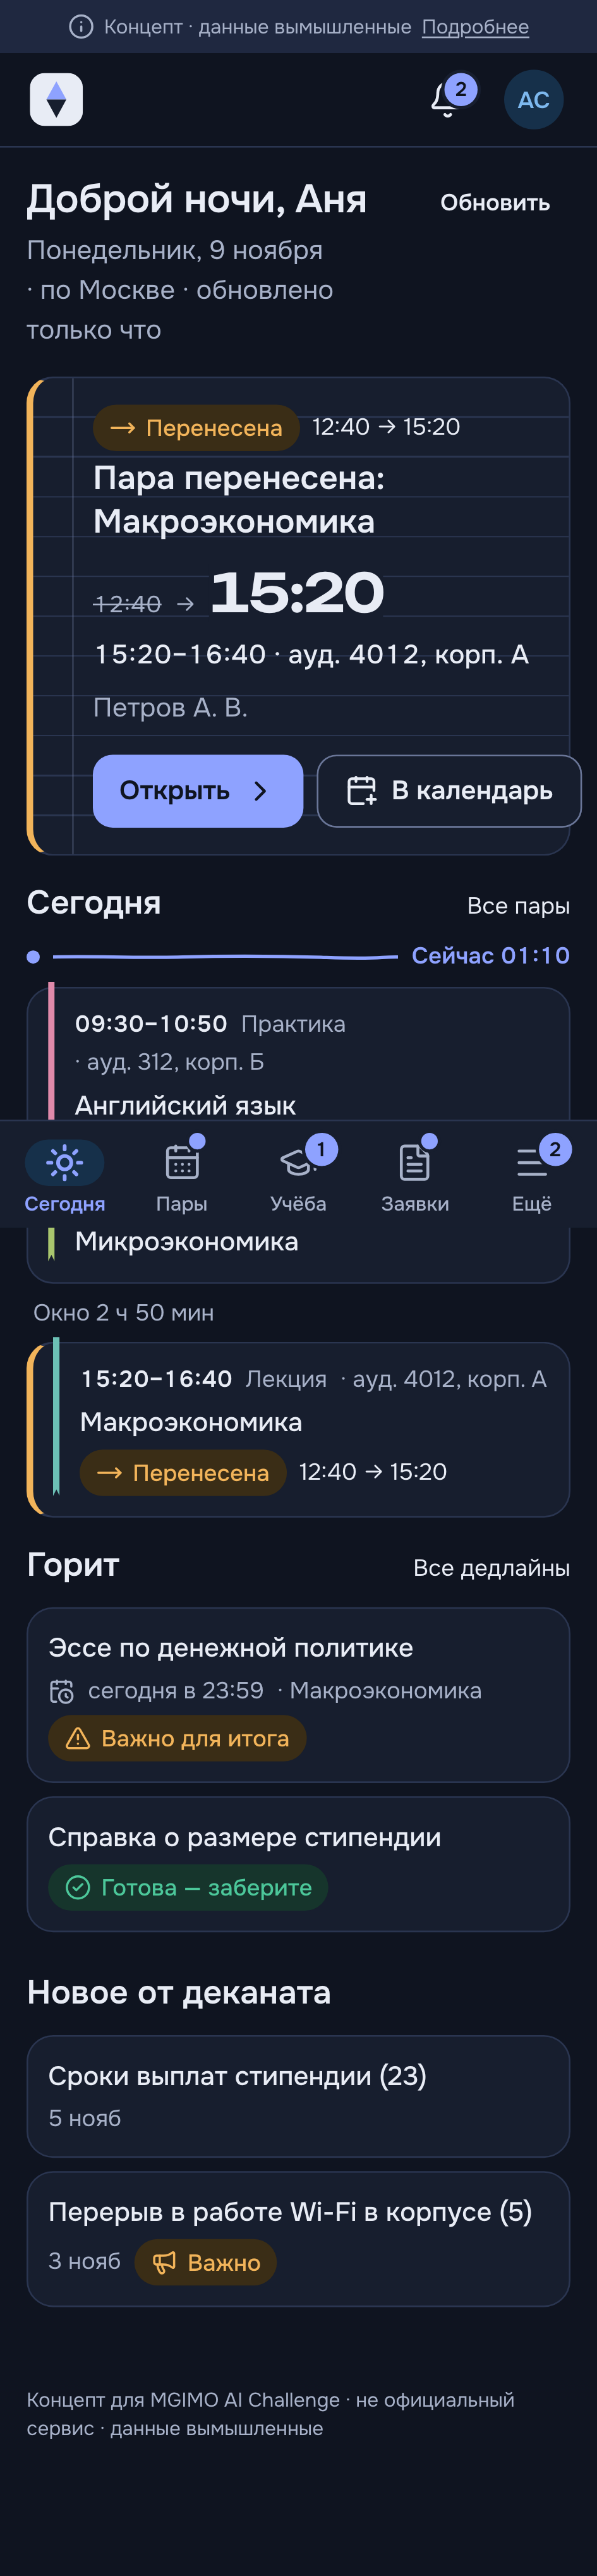 Концепт · данные вымышленные Подробнее
2
АС
Доброй ночи, Аня
Обновить
Понедельник, 9 ноября
· по Москве · обновлено
только что
→ Перенесена 12:40 → 15:20
Пара перенесена:
Макроэкономика
12:40 → 15:20
15:20–16:40 · ауд. 4012, корп. А
Петров А. В.
Открыть
В календарь
Сегодня
Все пары
Сейчас 01:10
09:30–10:50 Практика
· ауд. 312, корп. Б
Английский язык
1
2
Сегодня Пары Учёба Заявки Ещё
Микроэкономика
Окно 2 ч 50 мин
15:20–16:40 Лекция · ауд. 4012, корп. А
Макроэкономика
→ Перенесена 12:40 → 15:20
Горит
Все дедлайны
Эссе по денежной политике
сегодня в 23:59 · Макроэкономика
Важно для итога
Справка о размере стипендии
Готова — заберите
Новое от деканата
Сроки выплат стипендии (23)
5 нояб
Перерыв в работе Wi-Fi в корпусе (5)
3 нояб Важно
Концепт для MGIMO AI Challenge · не официальный
сервис · данные вымышленные